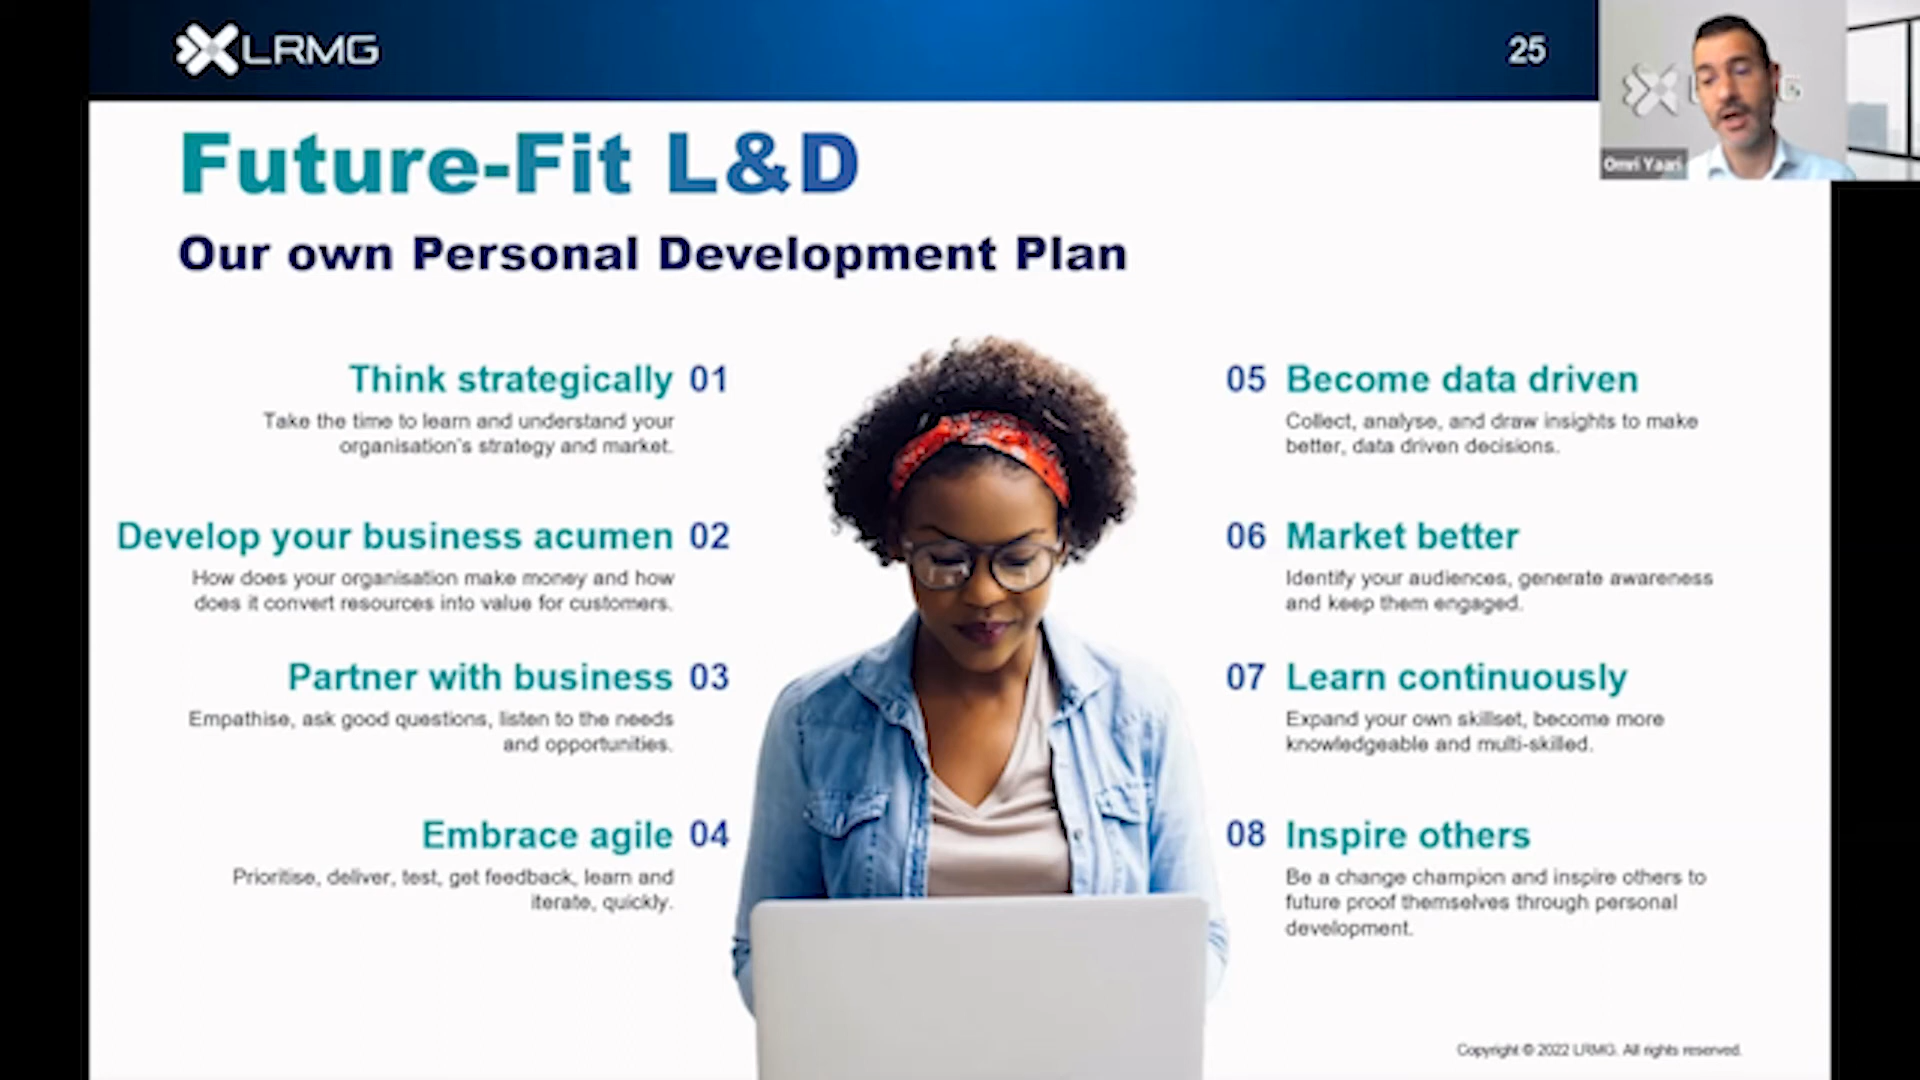 LRMG
25
Omri Yaari
Future-Fit L&D
Our own Personal Development Plan
Think strategically 01
Take the time to learn and understand your
organisation's strategy and market.
Develop your business acumen 02
How does your organisation make money and how
does it convert resources into value for customers.
Partner with business 03
Empathise, ask good questions, listen to the needs
and opportunities.
Embrace agile 04
Prioritise, deliver, test, get feedback, learn and
iterate, quickly.
05 Become data driven
Collect, analyse, and draw insights to make
better, data driven decisions.
06 Market better
Identify your audiences, generate awareness
and keep them engaged.
07 Learn continuously
Expand your own skillset, become more
knowledgeable and multi-skilled.
08 Inspire others
Be a change champion and inspire others to
future proof themselves through personal
development.
Copyright © 2022 LRMG. All rights reserved.